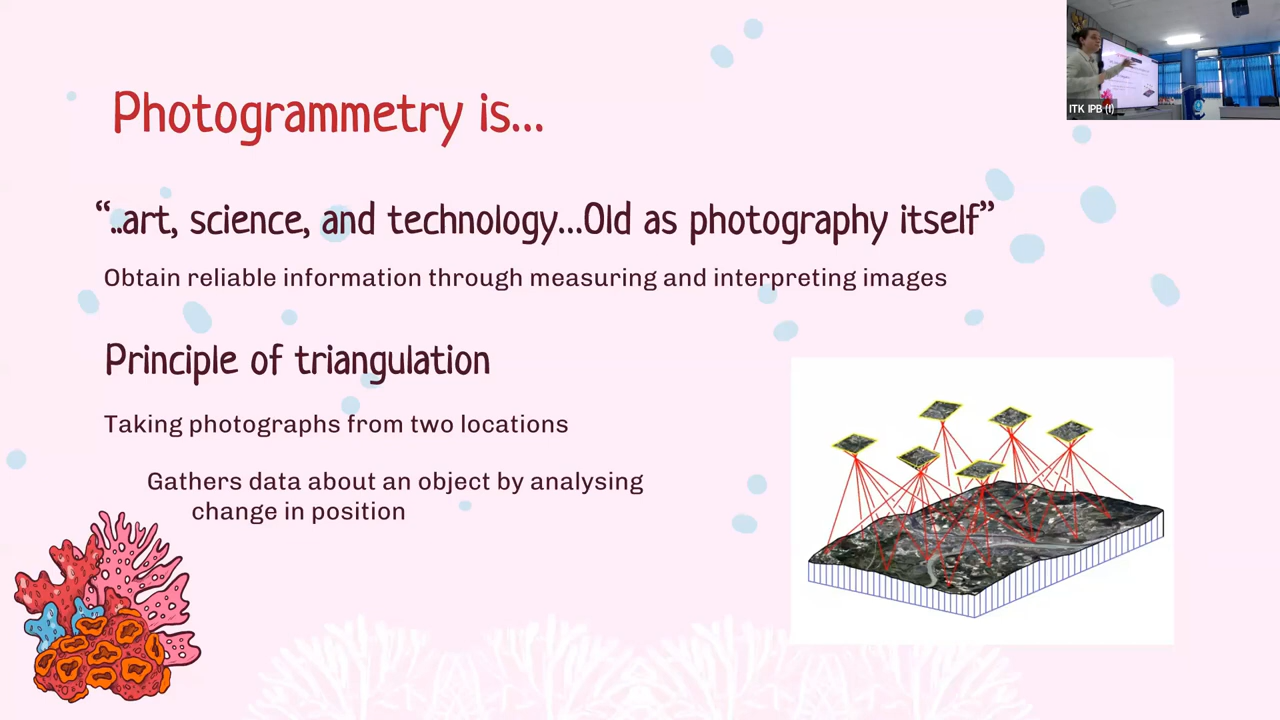 Photogrammetry is...
“..art, science, and technology...Old as photography itself”
Obtain reliable information through measuring and interpreting images
Principle of triangulation
Taking photographs from two locations
Gathers data about an object by analysing
change in position
ITK IPB (I)